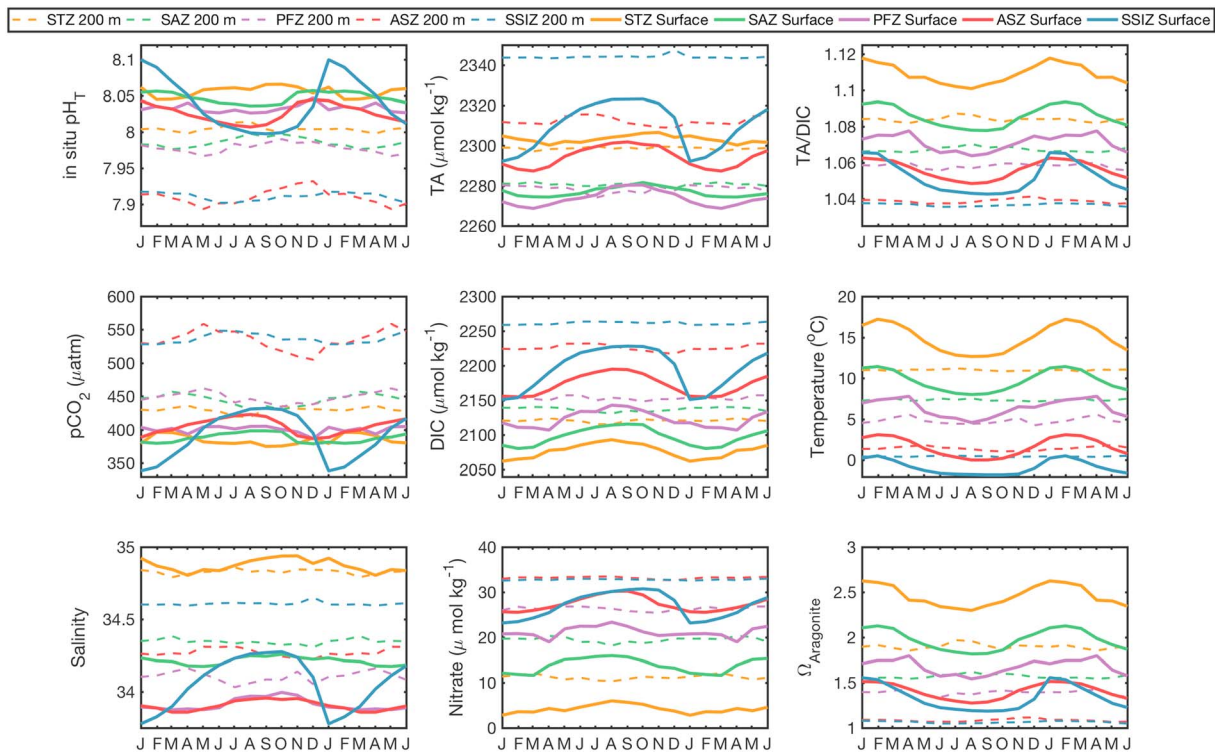 STZ 200 m SAZ 200 m PFZ 200 m ASZ 200 m SSIZ 200 m STZ Surface SAZ Surface PFZ Surface ASZ Surface SSIZ Surface
in situ pH_T
8.1
8.05
8
7.95
7.9
J F M A M J J A S O N D J F M A M J
TA (μmol kg⁻¹)
2340
2320
2300
2280
2260
J F M A M J J A S O N D J F M A M J
TA/DIC
1.12
1.1
1.08
1.06
1.04
J F M A M J J A S O N D J F M A M J
pCO₂ (μatm)
600
550
500
450
400
350
J F M A M J J A S O N D J F M A M J
DIC (μmol kg⁻¹)
2300
2250
2200
2150
2100
2050
J F M A M J J A S O N D J F M A M J
Temperature (°C)
20
15
10
5
0
J F M A M J J A S O N D J F M A M J
Salinity
35
34.5
34
J F M A M J J A S O N D J F M A M J
Nitrate (μ mol kg⁻¹)
40
30
20
10
0
J F M A M J J A S O N D J F M A M J
Ω_Aragonite
3
2.5
2
1.5
1
J F M A M J J A S O N D J F M A M J